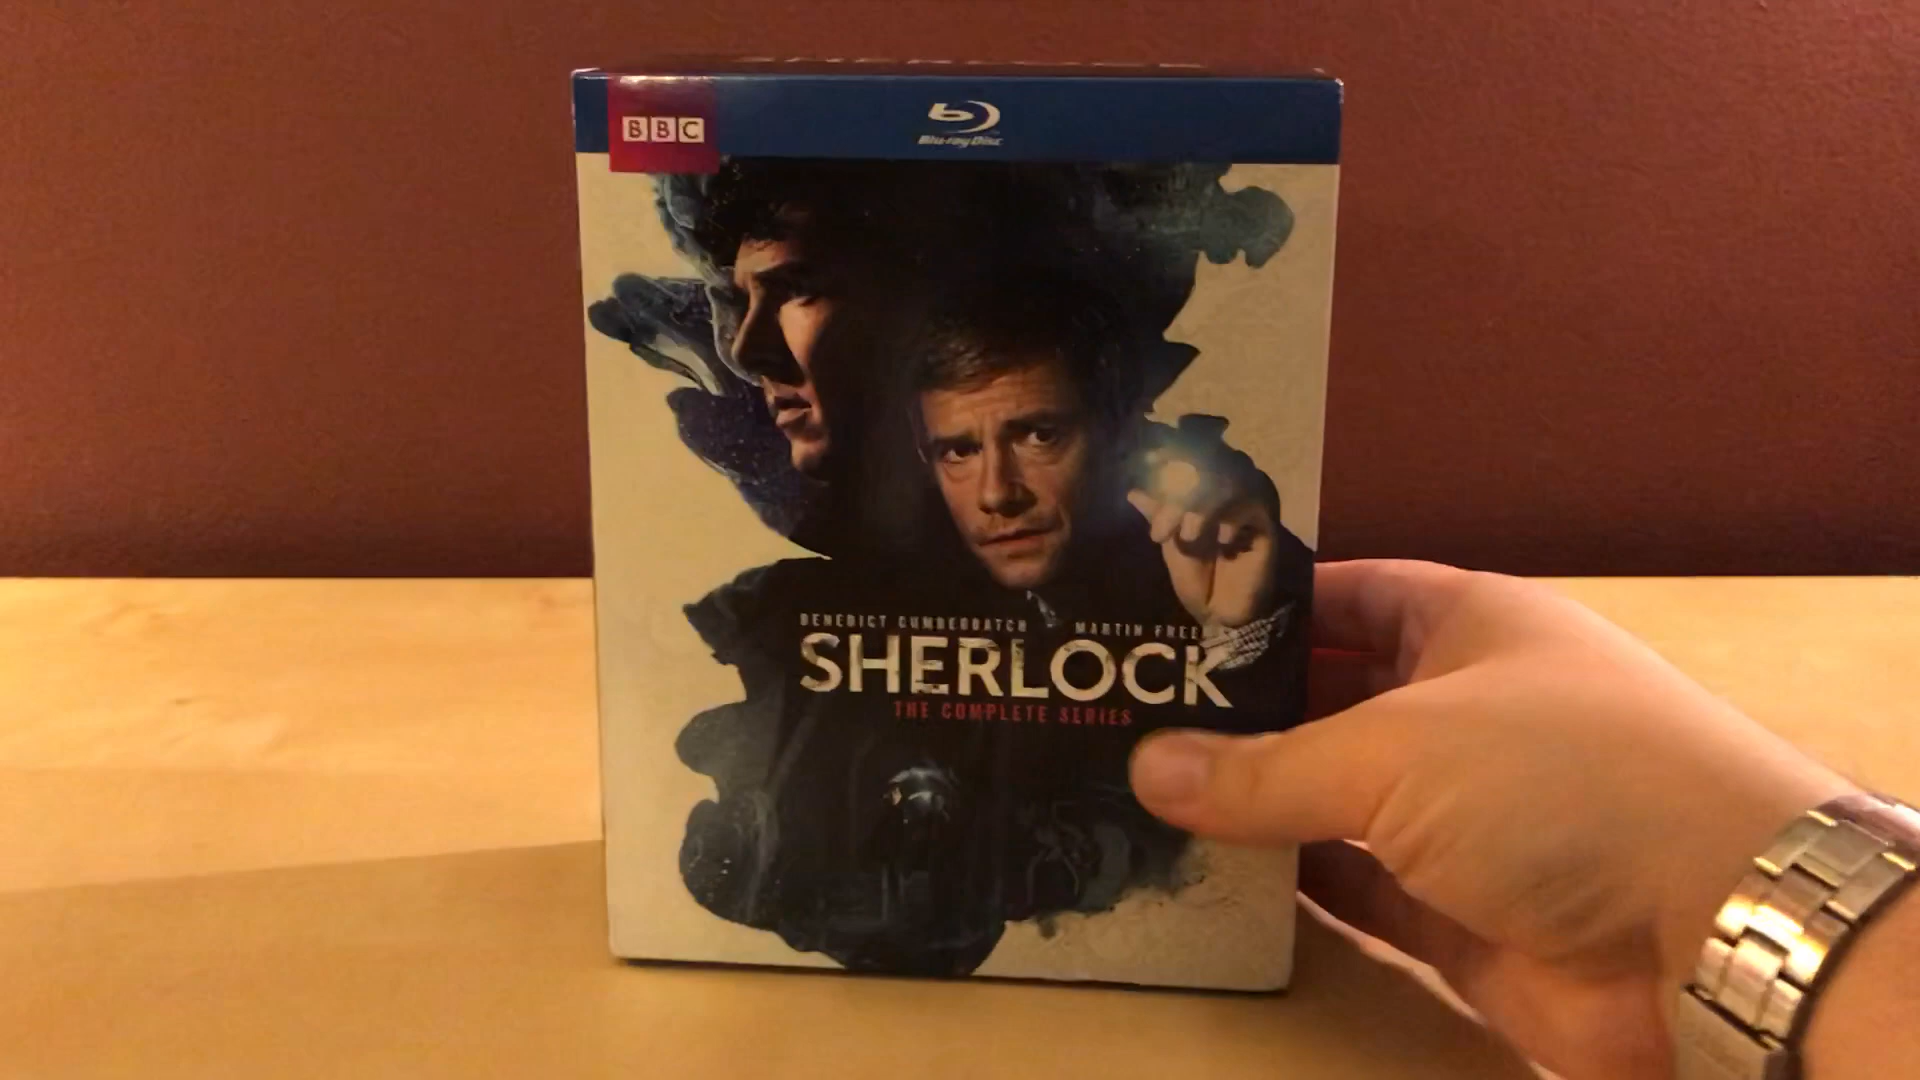 BBC
Blu-ray Disc
BENEDICT CUMBERBATCH MARTIN FREE
SHERLOCK
THE COMPLETE SERIES